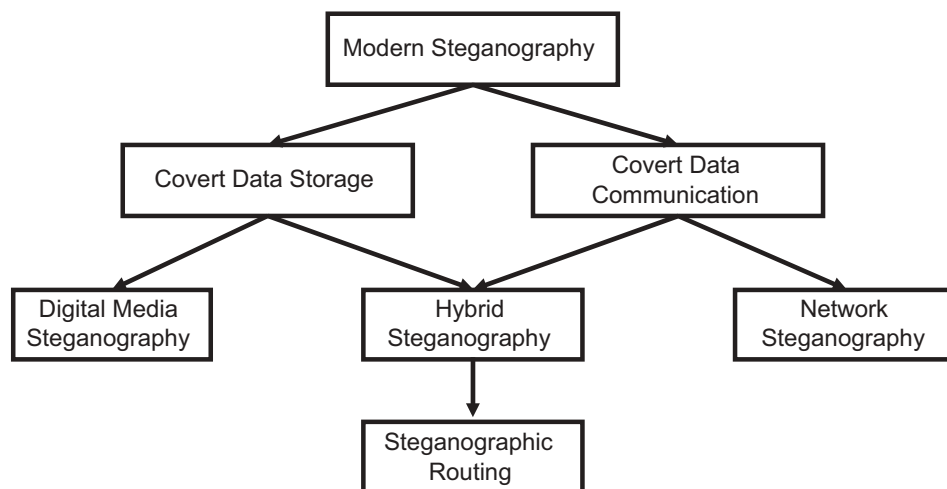 Modern Steganography
Covert Data Storage
Covert Data
Communication
Digital Media
Steganography
Hybrid
Steganography
Network
Steganography
Steganographic
Routing